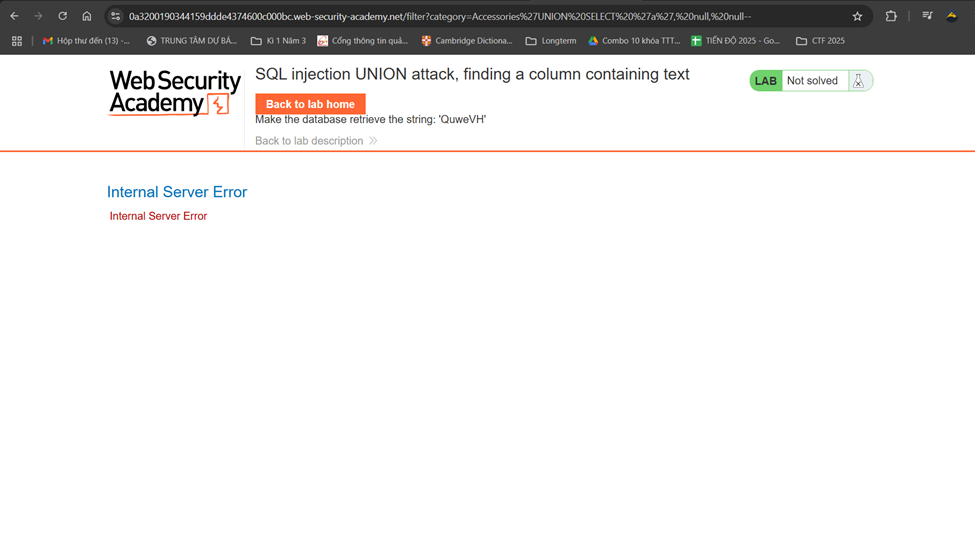 0a3200190344159ddde4374600c000bc.web-security-academy.net/filter?category=Accessories%27UNION%20SELECT%20%27a%27,%20null,%20null--
Hộp thư đến (13) -... TRUNG TÂM DỰ BÁ... Kì 1 Năm 3 Cổng thông tin quả... Cambridge Dictiona... Longterm Combo 10 khóa TTT... TIẾN ĐỘ 2025 - Go... CTF 2025
WebSecurity
Academy
SQL injection UNION attack, finding a column containing text
LAB Not solved
Back to lab home
Make the database retrieve the string: 'QuweVH'
Back to lab description
Internal Server Error
Internal Server Error